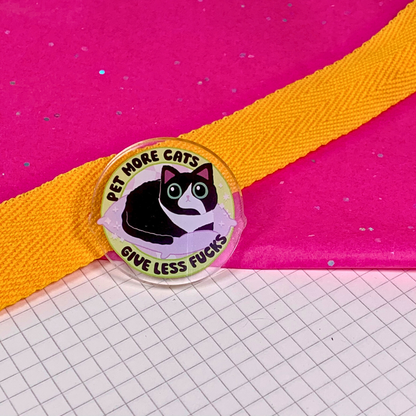 PET MORE CATS
GIVE LESS FUCKS